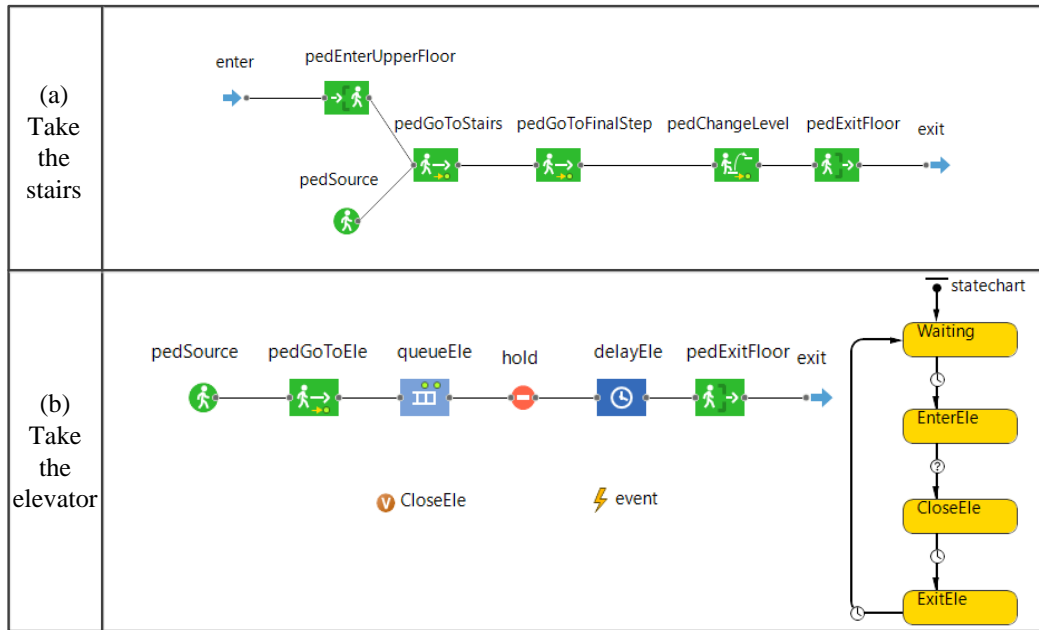 (a)
Take
the
stairs
enter
pedEnterUpperFloor
pedGoToStairs
pedGoToFinalStep
pedChangeLevel
pedExitFloor
exit
pedSource
(b)
Take
the
elevator
pedSource
pedGoToEle
queueEle
hold
delayEle
pedExitFloor
exit
V CloseEle
event
statechart
Waiting
EnterEle
?
CloseEle
ExitEle